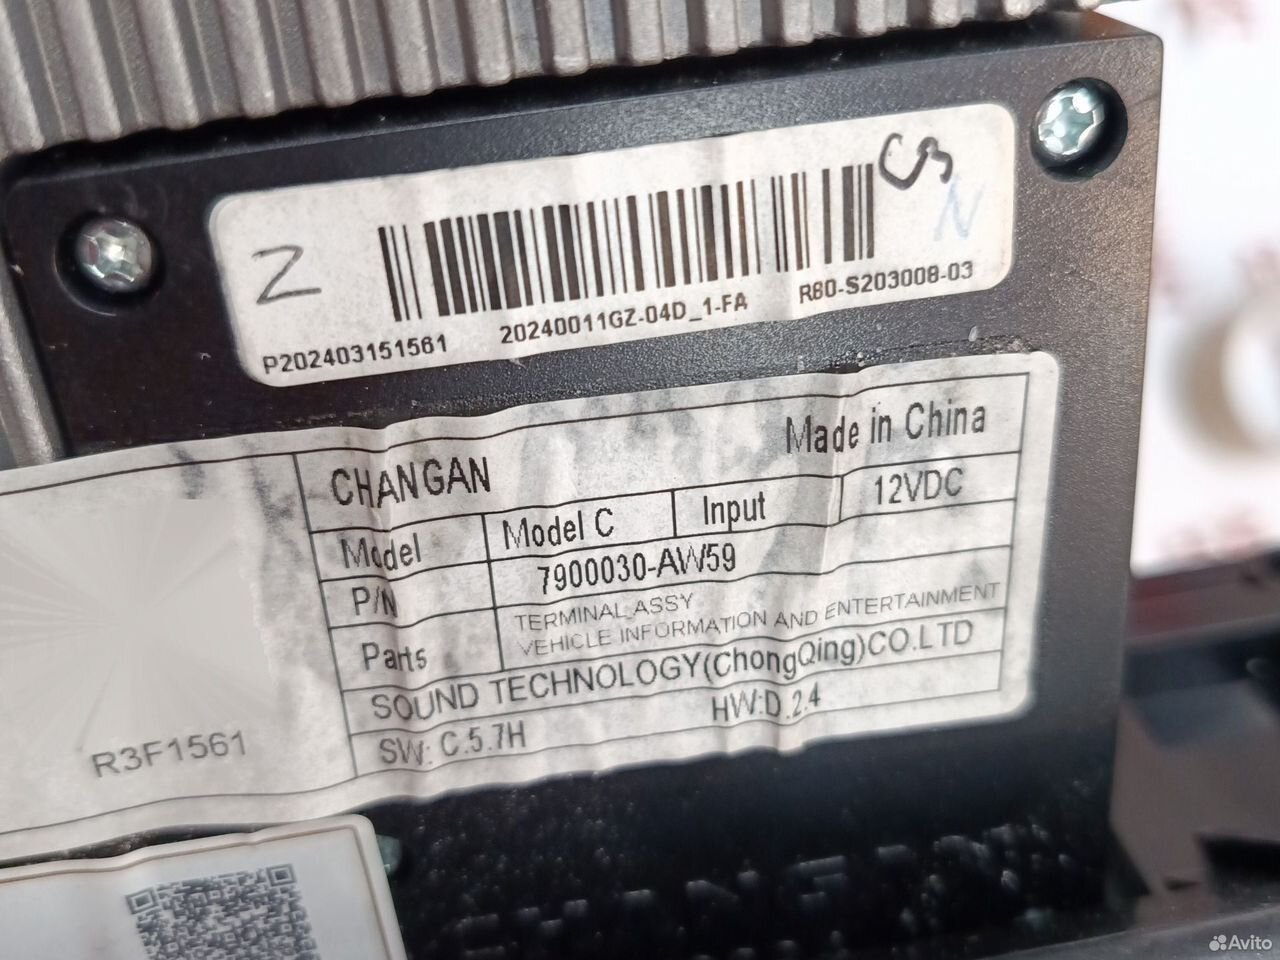 Z
C3
N
P202403151561 20240011GZ-04D_1-FA R80-S203008-03
CHANGAN Made in China
Model Model C Input 12VDC
P/N 7900030-AW59
Parts TERMINAL ASSY
VEHICLE INFORMATION AND ENTERTAINMENT
SOUND TECHNOLOGY(ChongQing)CO.LTD
SW: C.5.7H HW:D.2.4
R3F1561
Avito